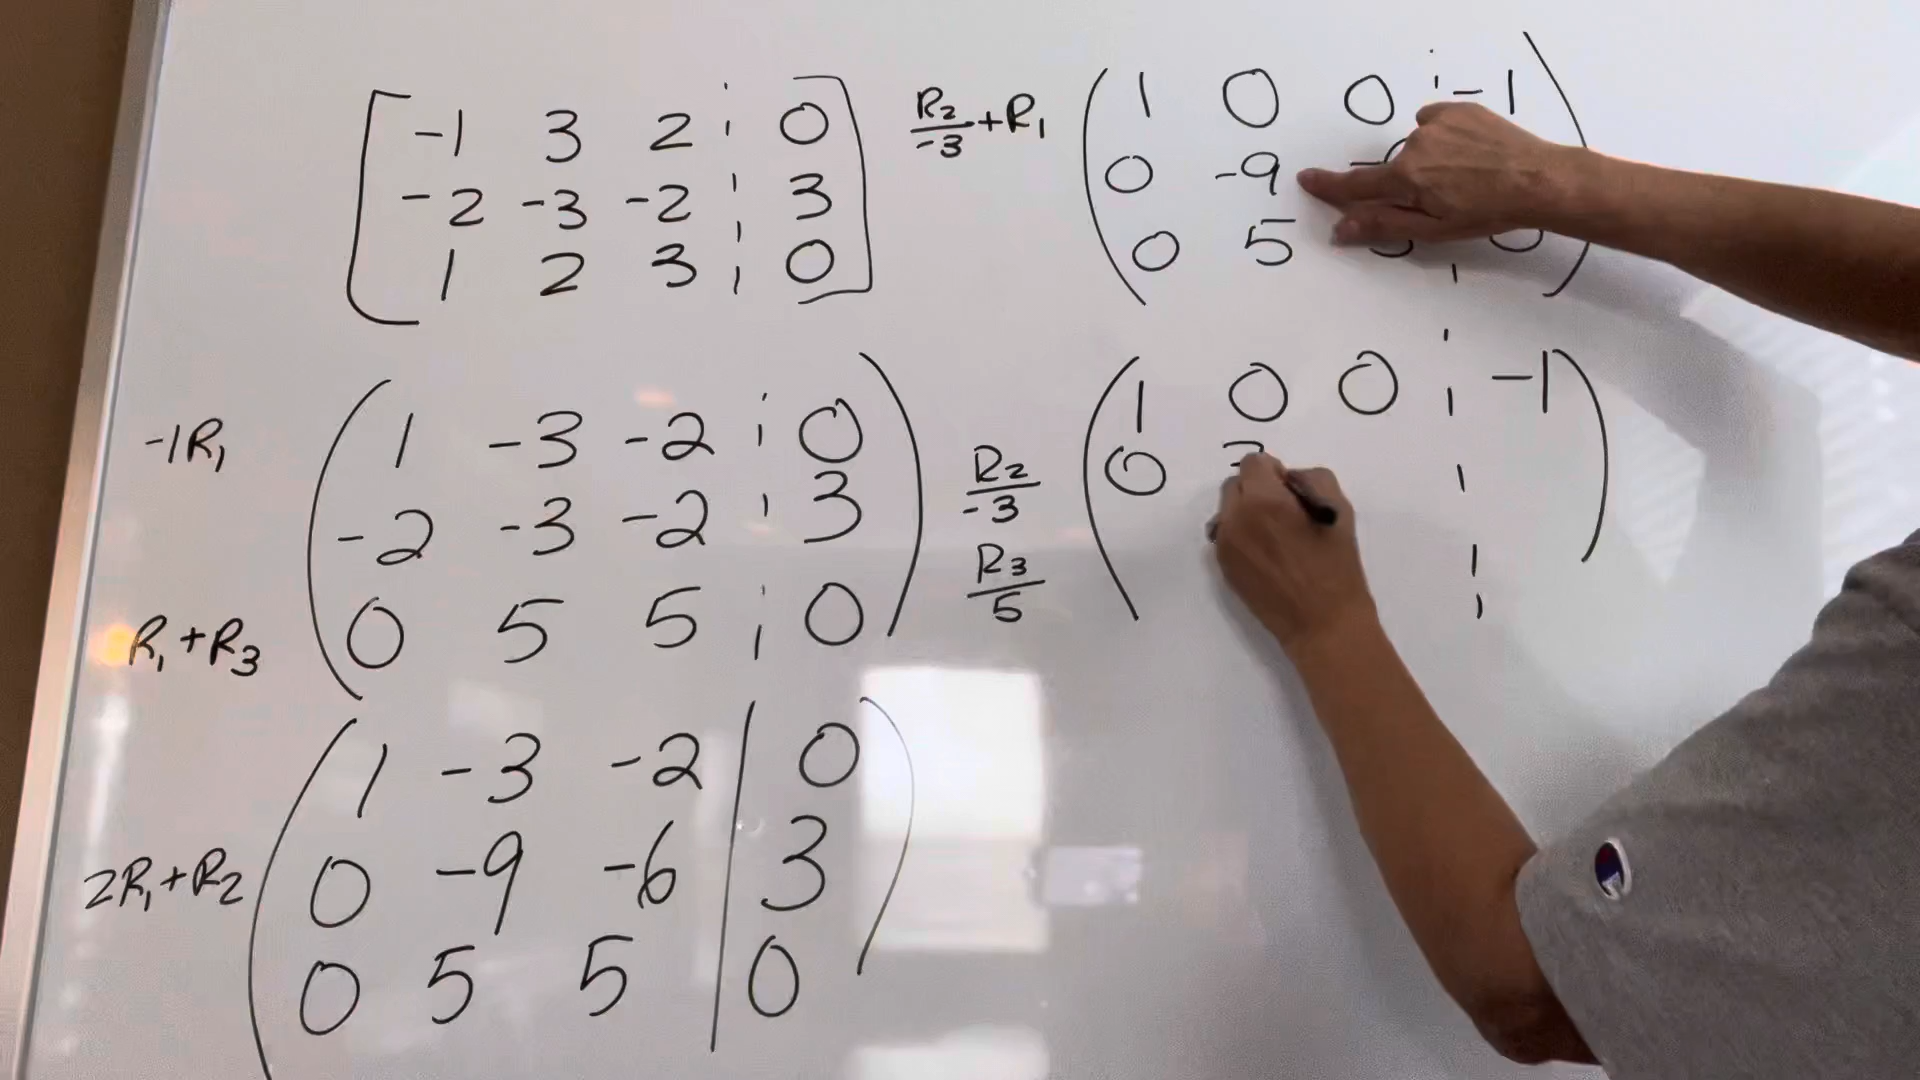 -1 3 2 ¦ 0
-2 -3 -2 ¦ 3
1 2 3 ¦ 0
-1R₁
1 -3 -2 ¦ 0
-2 -3 -2 ¦ 3
R₁+R₃
0 5 5 ¦ 0
1 -3 -2 | 0
2R₁+R₂
0 -9 -6 | 3
0 5 5 | 0
R₂/-3 +R₁
1 0 0 ¦ -1
0 -9
0 5
1 0 0 ¦ -1
R₂/-3
0
R₃/5